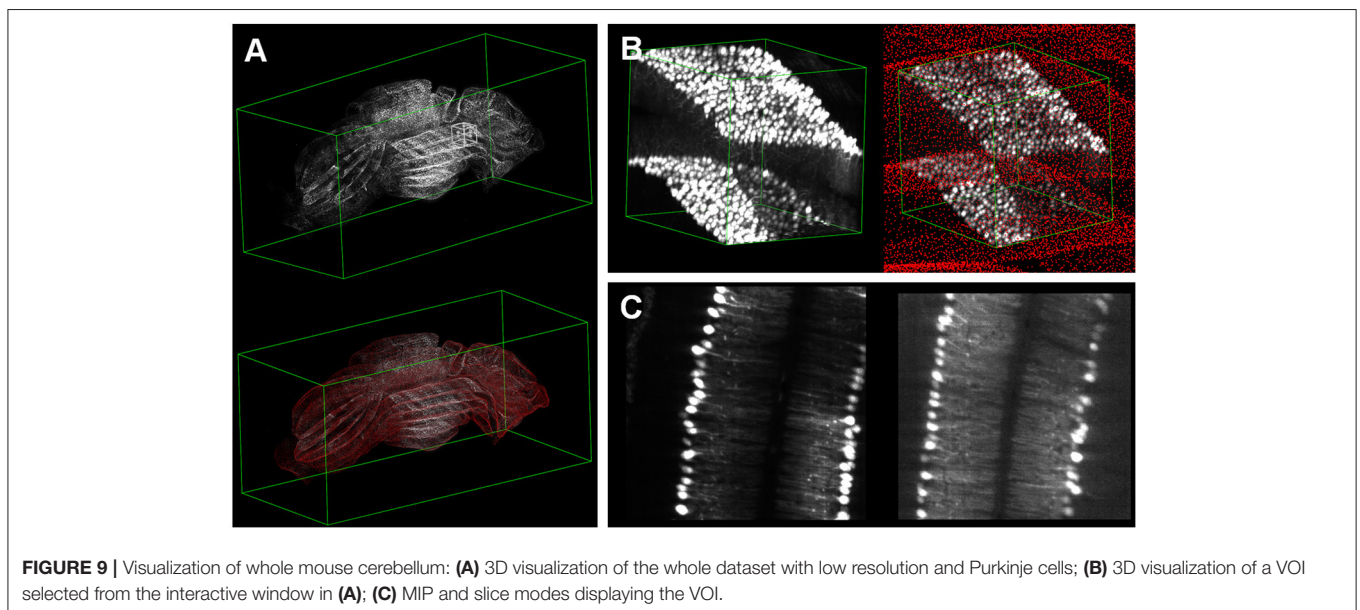 A
B
C
FIGURE 9 | Visualization of whole mouse cerebellum: (A) 3D visualization of the whole dataset with low resolution and Purkinje cells; (B) 3D visualization of a VOI
selected from the interactive window in (A); (C) MIP and slice modes displaying the VOI.